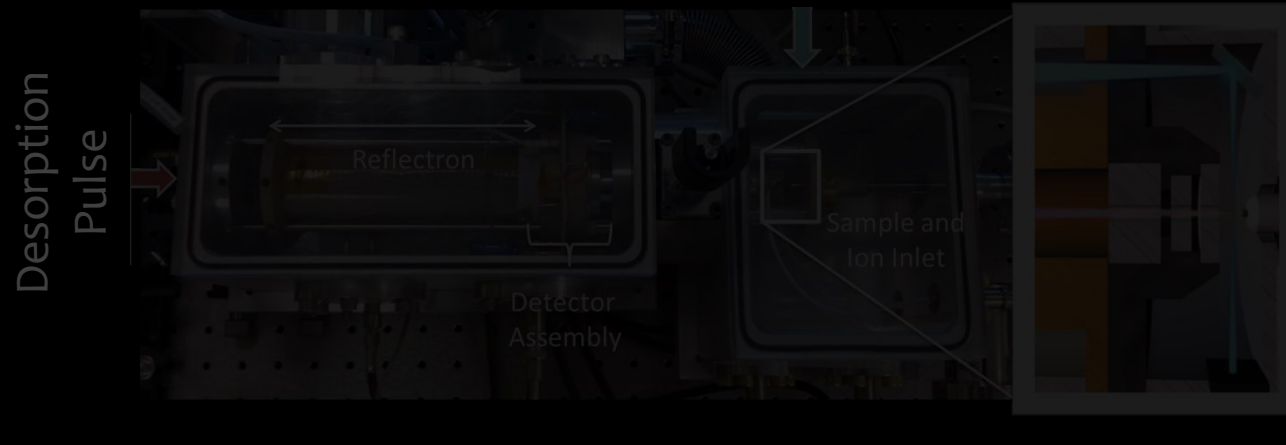 Desorption
Pulse
Reflectron
Sample and
Ion Inlet
Detector
Assembly